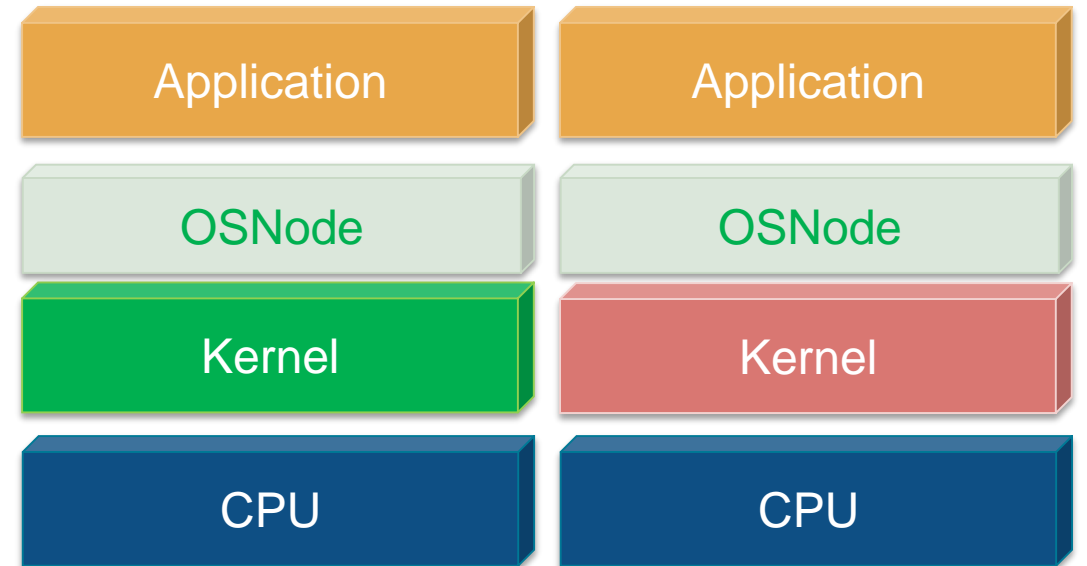 Application Application
OSNode OSNode
Kernel Kernel
CPU CPU